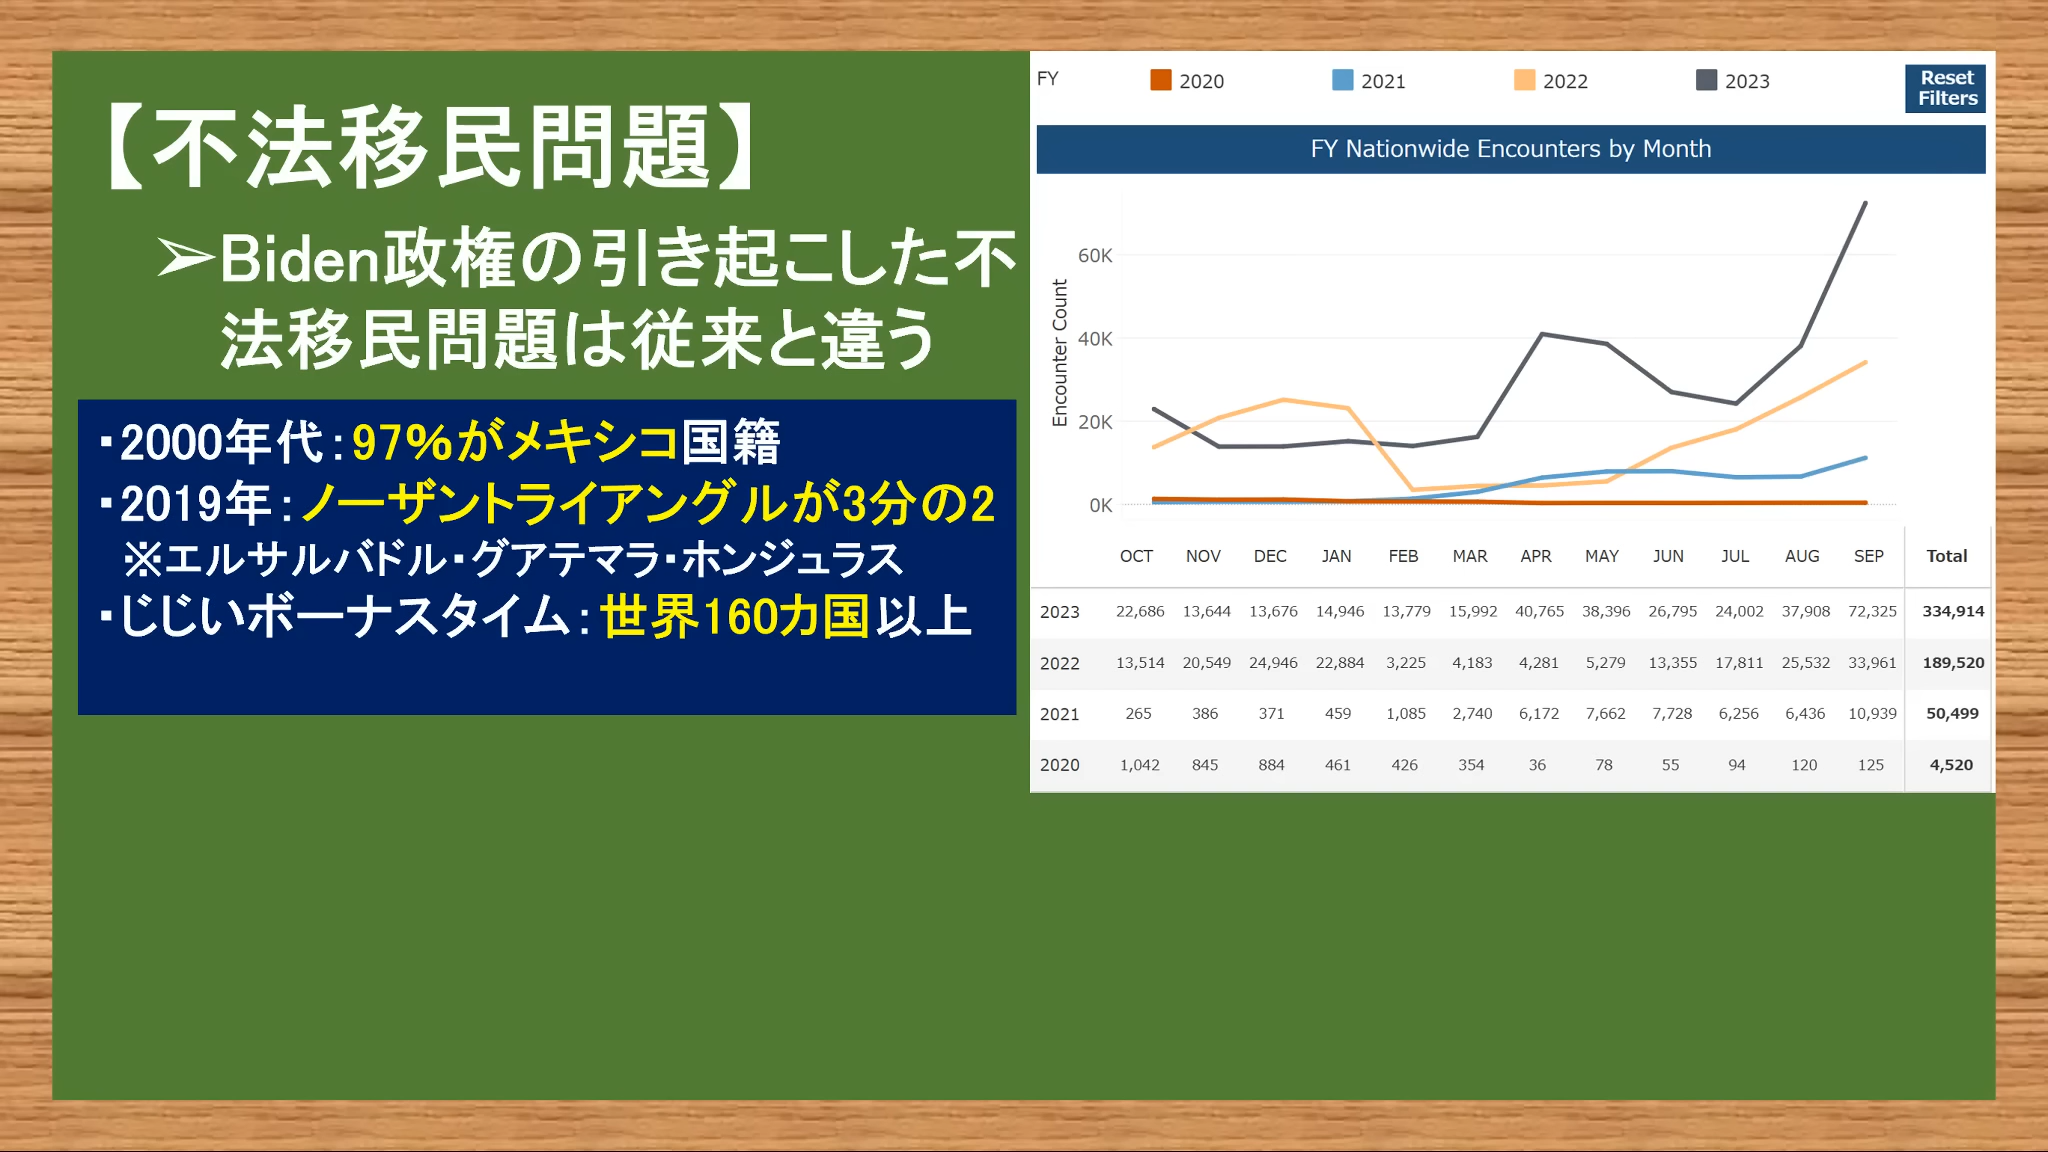 【不法移民問題】
➢Biden政権の引き起こした不
法移民問題は従来と違う
・2000年代：97%がメキシコ国籍
・2019年：ノーザントライアングルが3分の2
※エルサルバドル・グアテマラ・ホンジュラス
・じじいボーナスタイム：世界160カ国以上
FY 2020 2021 2022 2023
Reset
Filters
FY Nationwide Encounters by Month
Encounter Count
60K
40K
20K
0K
OCT NOV DEC JAN FEB MAR APR MAY JUN JUL AUG SEP Total
2023 22,686 13,644 13,676 14,946 13,779 15,992 40,765 38,396 26,795 24,002 37,908 72,325 334,914
2022 13,514 20,549 24,946 22,884 3,225 4,183 4,281 5,279 13,355 17,811 25,532 33,961 189,520
2021 265 386 371 459 1,085 2,740 6,172 7,662 7,728 6,256 6,436 10,939 50,499
2020 1,042 845 884 461 426 354 36 78 55 94 120 125 4,520